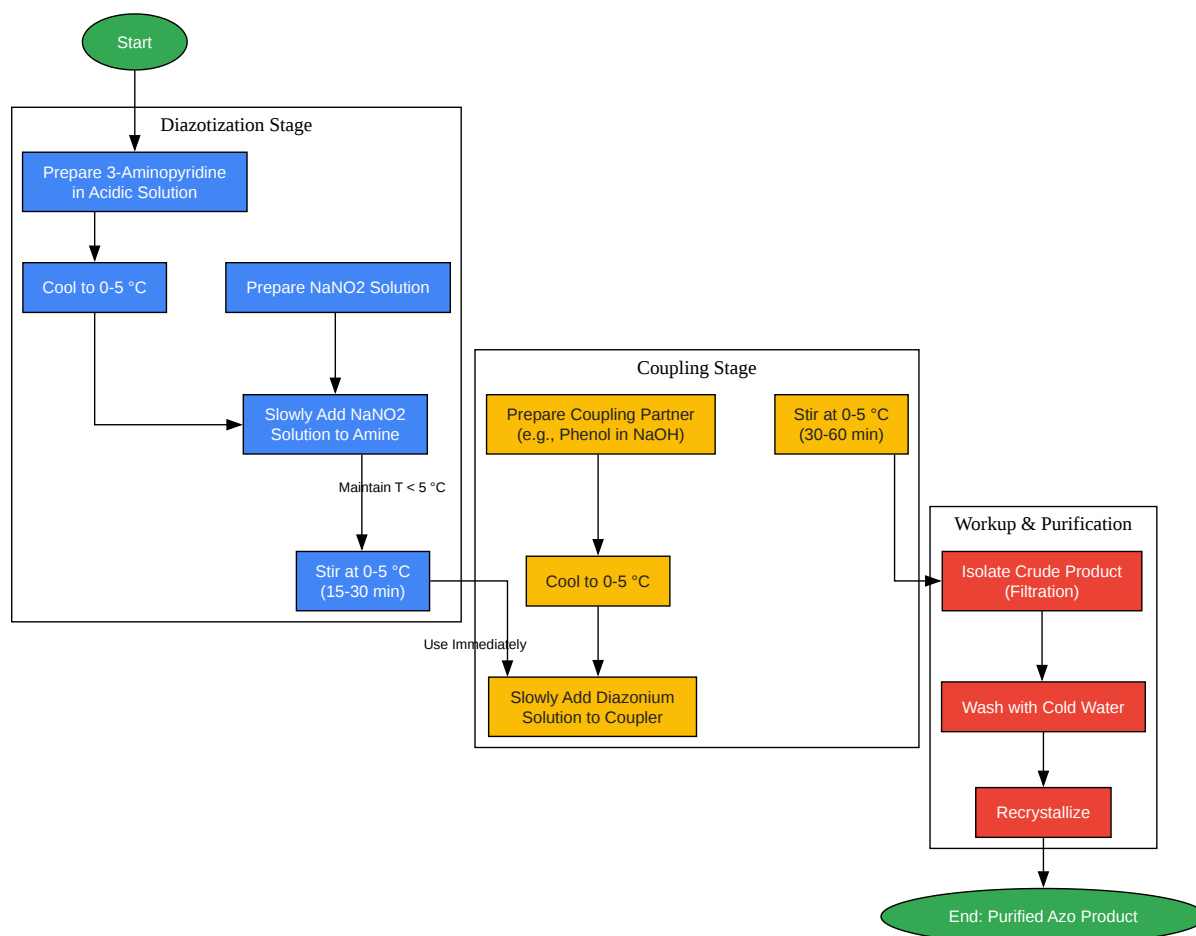 Start
Diazotization Stage
Prepare 3-Aminopyridine
in Acidic Solution
Cool to 0-5 °C
Prepare NaNO2 Solution
Slowly Add NaNO2
Solution to Amine
Maintain T < 5 °C
Stir at 0-5 °C
(15-30 min)
Use Immediately
Coupling Stage
Prepare Coupling Partner
(e.g., Phenol in NaOH)
Stir at 0-5 °C
(30-60 min)
Cool to 0-5 °C
Slowly Add Diazonium
Solution to Coupler
Workup & Purification
Isolate Crude Product
(Filtration)
Wash with Cold Water
Recrystallize
End: Purified Azo Product